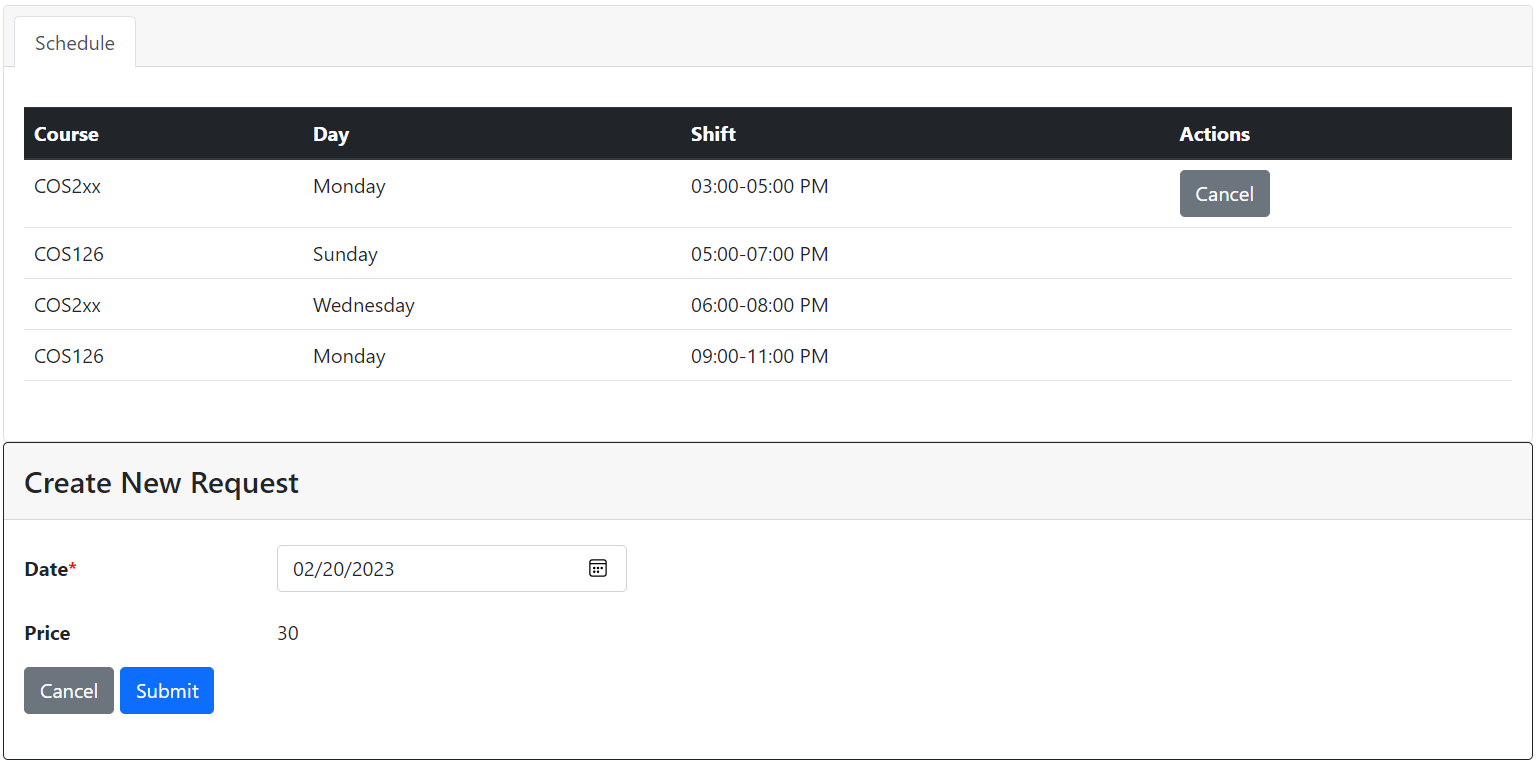 Schedule
Course Day Shift Actions
COS2xx Monday 03:00-05:00 PM Cancel
COS126 Sunday 05:00-07:00 PM
COS2xx Wednesday 06:00-08:00 PM
COS126 Monday 09:00-11:00 PM
Create New Request
Date* 02/20/2023
Price 30
Cancel Submit